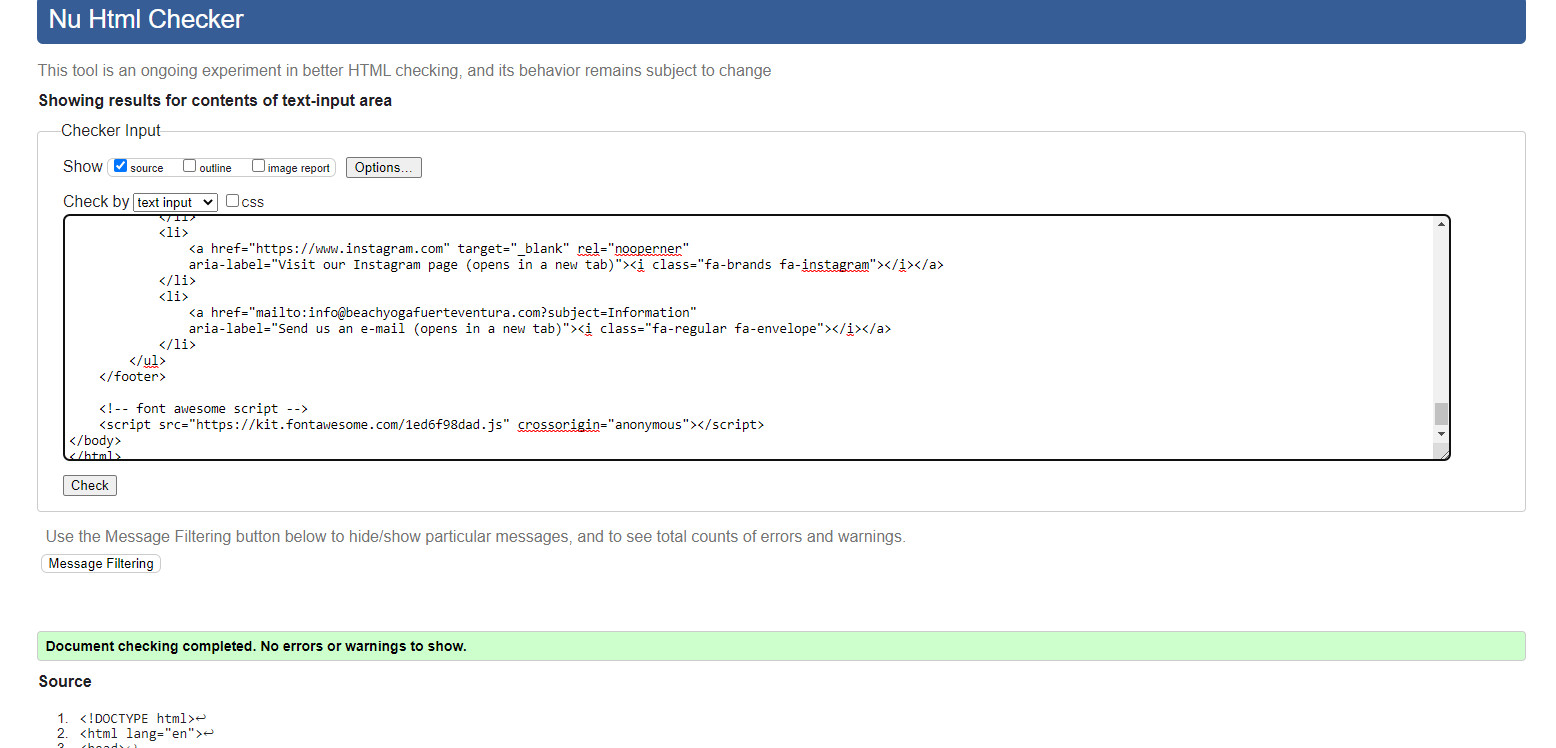 Nu Html Checker
This tool is an ongoing experiment in better HTML checking, and its behavior remains subject to change
Showing results for contents of text-input area
Checker Input
Show source outline image report Options...
Check by text input css
</li>
<li>
<a href="https://www.instagram.com" target="_blank" rel="nooperner"
aria-label="Visit our Instagram page (opens in a new tab)"><i class="fa-brands fa-instagram"></i></a>
</li>
<li>
<a href="mailto:info@beachyogafuerteventura.com?subject=Information"
aria-label="Send us an e-mail (opens in a new tab)"><i class="fa-regular fa-envelope"></i></a>
</li>
</ul>
</footer>
<!-- font awesome script -->
<script src="https://kit.fontawesome.com/1ed6f98dad.js" crossorigin="anonymous"></script>
</body>
</html>
Check
Use the Message Filtering button below to hide/show particular messages, and to see total counts of errors and warnings.
Message Filtering
Document checking completed. No errors or warnings to show.
Source
1. <!DOCTYPE html>↩
2. <html lang="en">↩
3. <head>↩